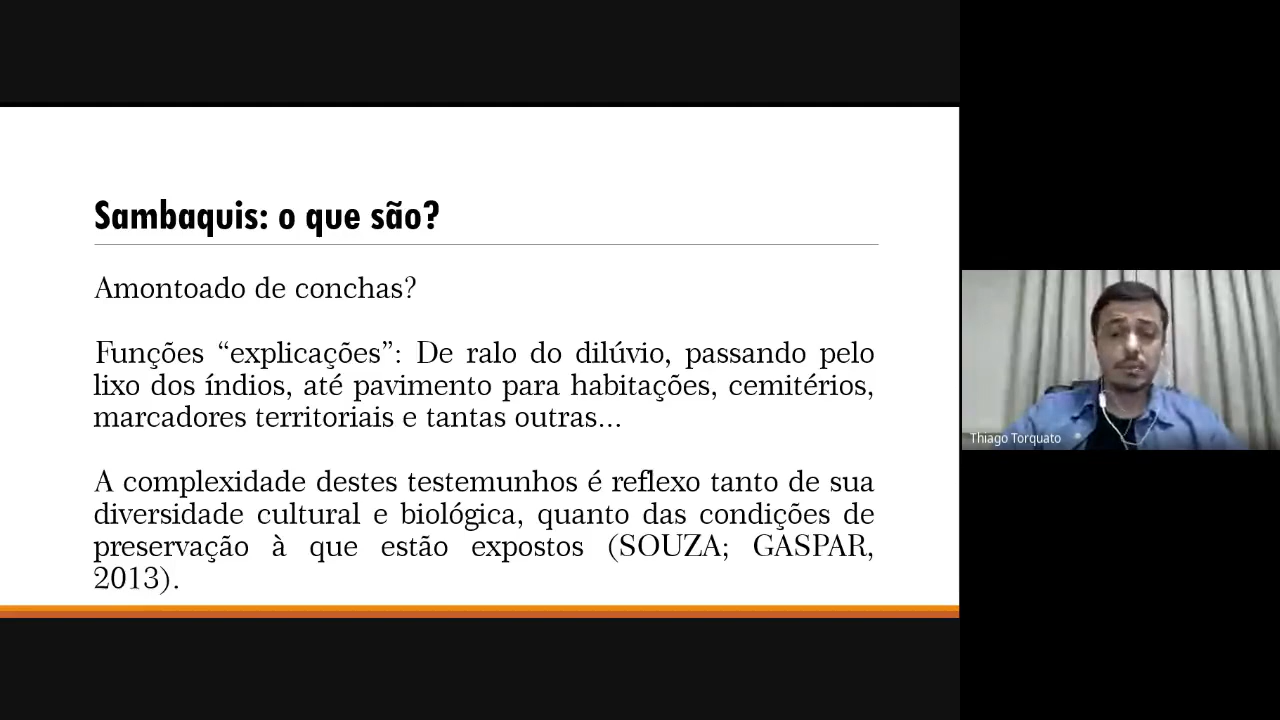 Sambaquis: o que são?
Amontoado de conchas?
Funções “explicações”: De ralo do dilúvio, passando pelo
lixo dos índios, até pavimento para habitações, cemitérios,
marcadores territoriais e tantas outras...
A complexidade destes testemunhos é reflexo tanto de sua
diversidade cultural e biológica, quanto das condições de
preservação à que estão expostos (SOUZA; GASPAR,
2013).
Thiago Torquato